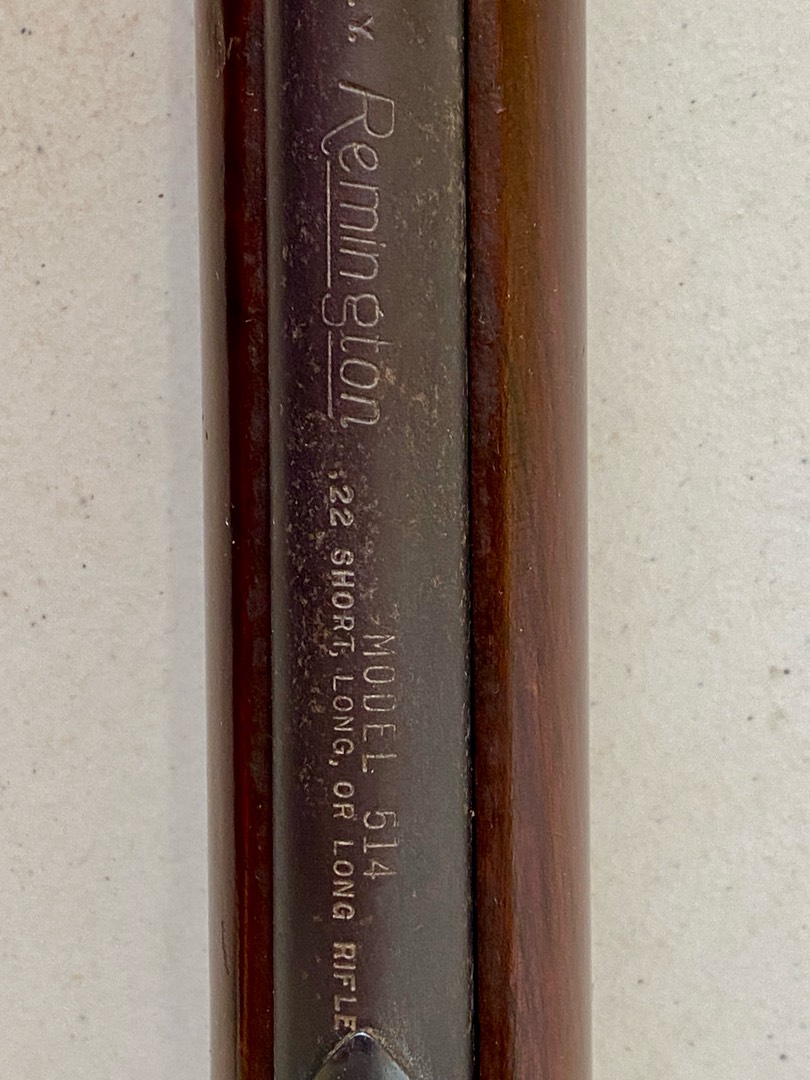 .Y.
Remington
MODEL 514
.22 SHORT, LONG, OR LONG RIFLE